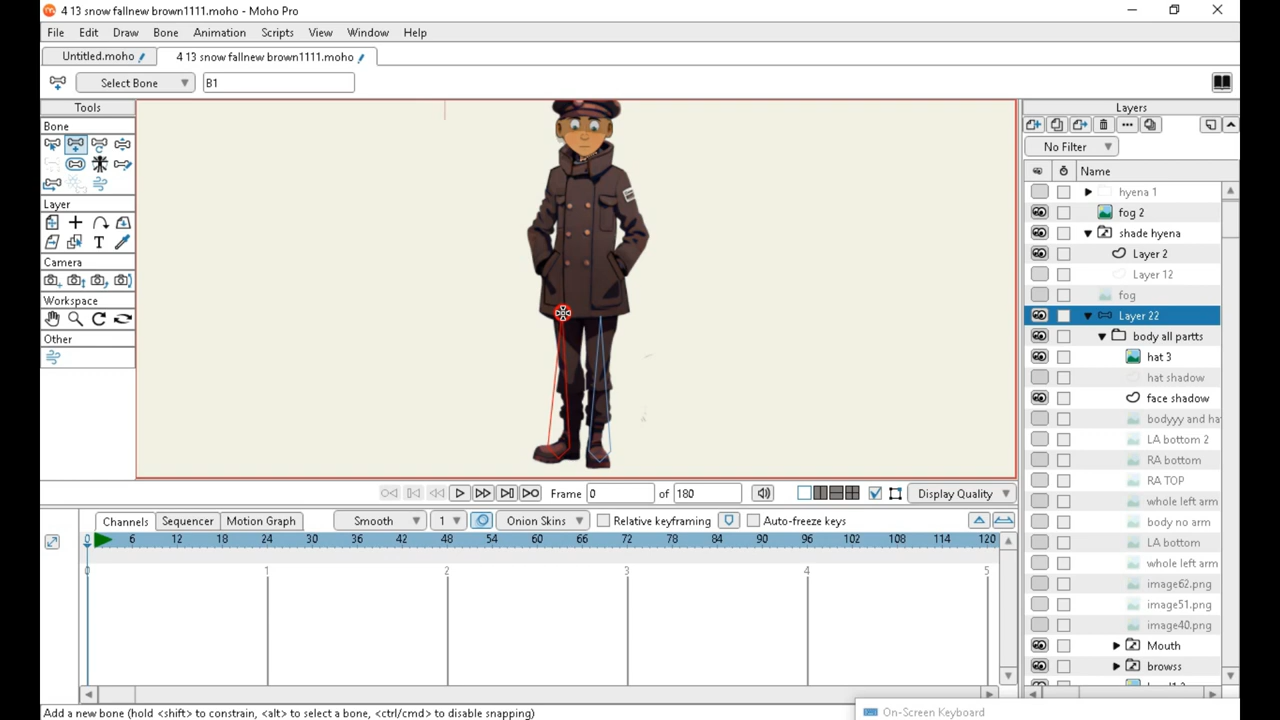 4 13 snow fallnew brown1111.moho - Moho Pro
File Edit Draw Bone Animation Scripts View Window Help
Untitled.moho 4 13 snow fallnew brown1111.moho
Select Bone B1
Tools
Bone
Layer
Camera
Workspace
Other
Layers
No Filter
Name
hyena 1
fog 2
shade hyena
Layer 2
Layer 12
fog
Layer 22
body all partts
hat 3
hat shadow
face shadow
bodyyy and ha
LA bottom 2
RA bottom
RA TOP
whole left arm
body no arm
LA bottom
whole left arm
image62.png
image51.png
image40.png
Mouth
browss
Frame 0 of 180 Display Quality
Channels Sequencer Motion Graph Smooth 1 Onion Skins Relative keyframing Auto-freeze keys
0 6 12 18 24 30 36 42 48 54 60 66 72 78 84 90 96 102 108 114 120
0 1 2 3 4 5
Add a new bone (hold <shift> to constrain, <alt> to select a bone, <ctrl/cmd> to disable snapping)
On-Screen Keyboard